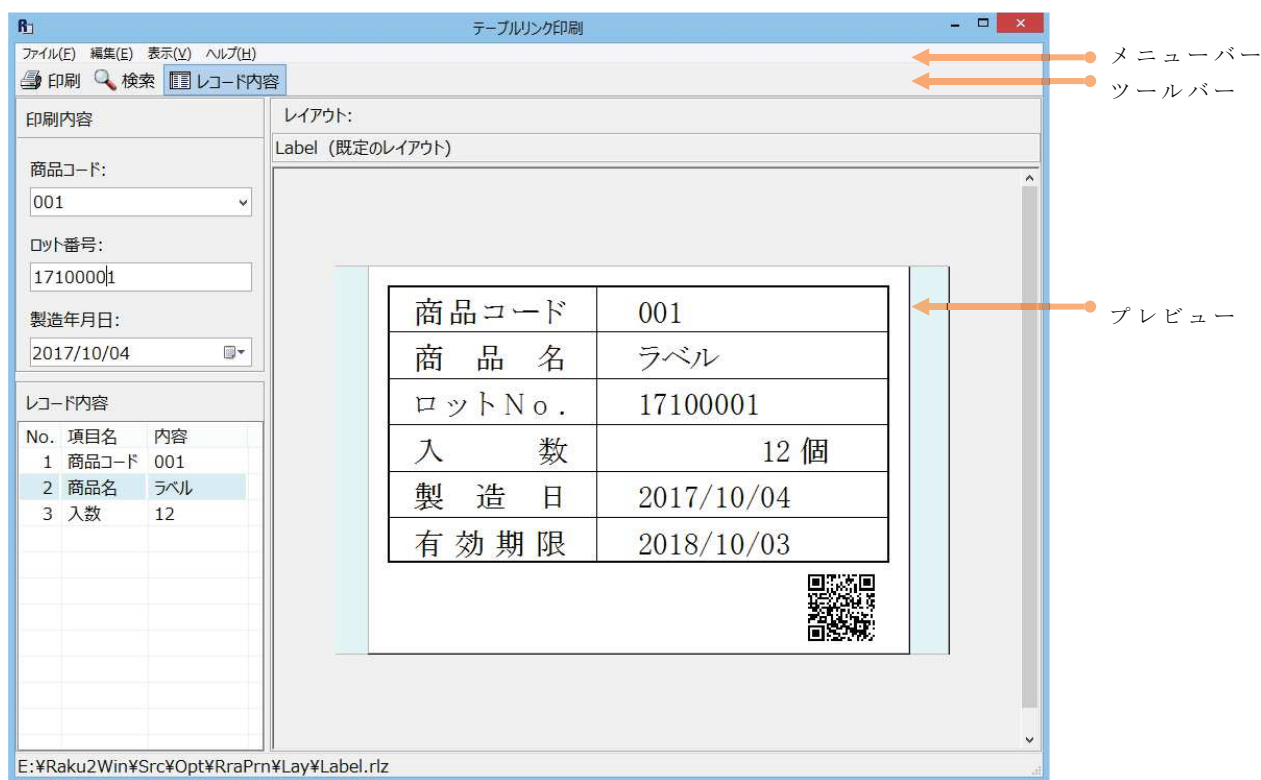 テーブルリンク印刷
ファイル(F) 編集(E) 表示(V) ヘルプ(H)
メニューバー
印刷 検索 レコード内容
ツールバー
印刷内容
レイアウト:
Label (既定のレイアウト)
商品コード:
001
ロット番号:
17100001
製造年月日:
2017/10/04
レコード内容
No. 項目名 内容
1 商品コード 001
2 商品名 ラベル
3 入数 12
商品コード 001
商品名 ラベル
ロットNo. 17100001
入数 12 個
製造日 2017/10/04
有効期限 2018/10/03
プレビュー
E:¥Raku2Win¥Src¥Opt¥RraPrn¥Lay¥Label.rlz